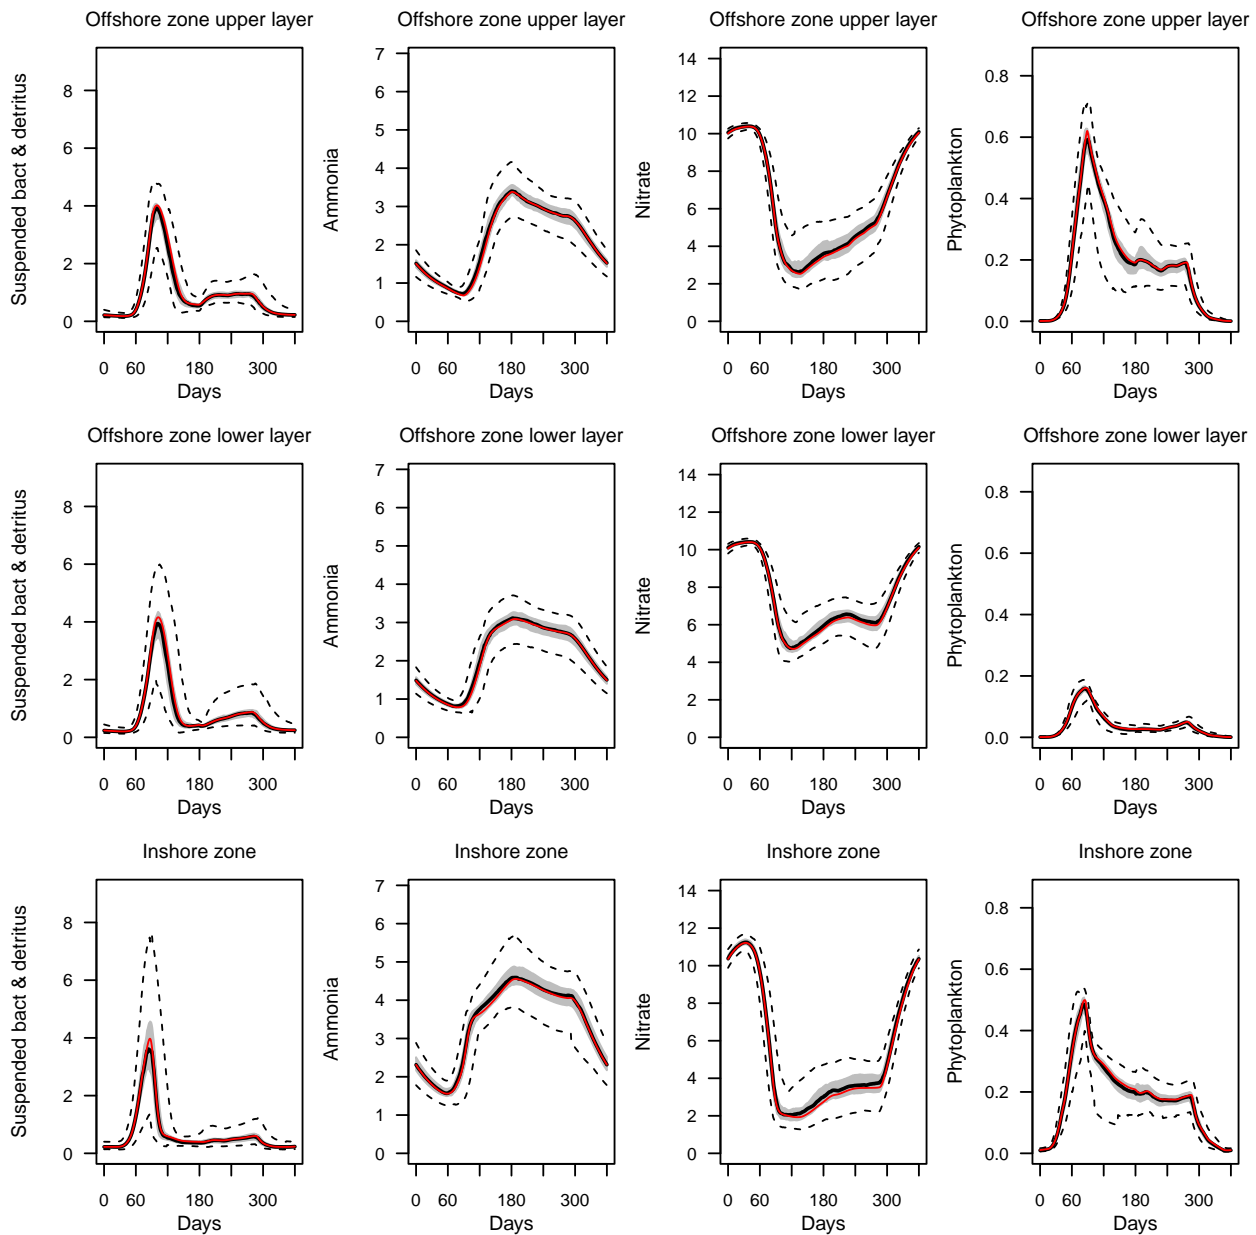 Offshore zone upper layer
Suspended bact & detritus
0 2 4 6 8
0 60 180 300
Days
Offshore zone upper layer
Ammonia
0 1 2 3 4 5 6 7
0 60 180 300
Days
Offshore zone upper layer
Nitrate
0 2 4 6 8 10 12 14
0 60 180 300
Days
Offshore zone upper layer
Phytoplankton
0.0 0.2 0.4 0.6 0.8
0 60 180 300
Days
Offshore zone lower layer
Suspended bact & detritus
0 2 4 6 8
0 60 180 300
Days
Offshore zone lower layer
Ammonia
0 1 2 3 4 5 6 7
0 60 180 300
Days
Offshore zone lower layer
Nitrate
0 2 4 6 8 10 12 14
0 60 180 300
Days
Offshore zone lower layer
Phytoplankton
0.0 0.2 0.4 0.6 0.8
0 60 180 300
Days
Inshore zone
Suspended bact & detritus
0 2 4 6 8
0 60 180 300
Days
Inshore zone
Ammonia
0 1 2 3 4 5 6 7
0 60 180 300
Days
Inshore zone
Nitrate
0 2 4 6 8 10 12 14
0 60 180 300
Days
Inshore zone
Phytoplankton
0.0 0.2 0.4 0.6 0.8
0 60 180 300
Days